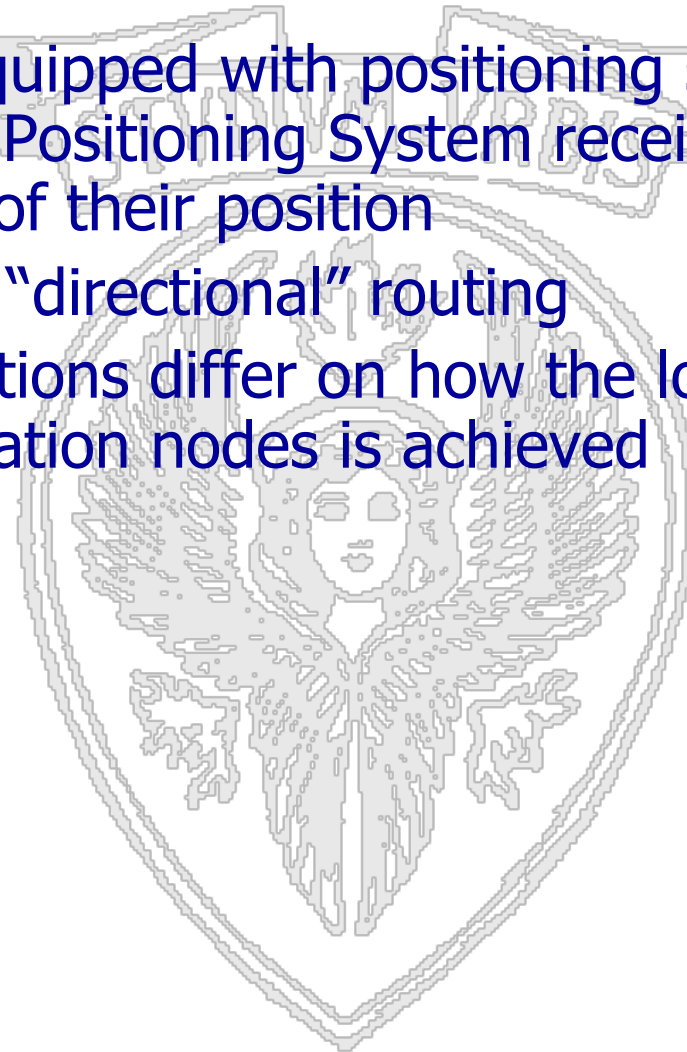 quipped with positioning s
Positioning System recei
of their position
“directional” routing
tions differ on how the lo
ation nodes is achieved